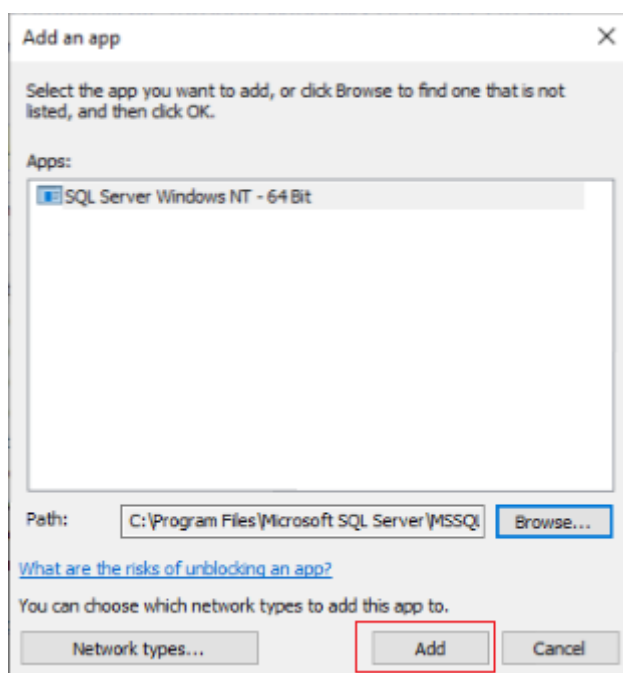 Add an app
Select the app you want to add, or click Browse to find one that is not
listed, and then click OK.
Apps:
SQL Server Windows NT - 64 Bit
Path: C:\Program Files\Microsoft SQL Server\MSSQL Browse...
What are the risks of unblocking an app?
You can choose which network types to add this app to.
Network types... Add Cancel